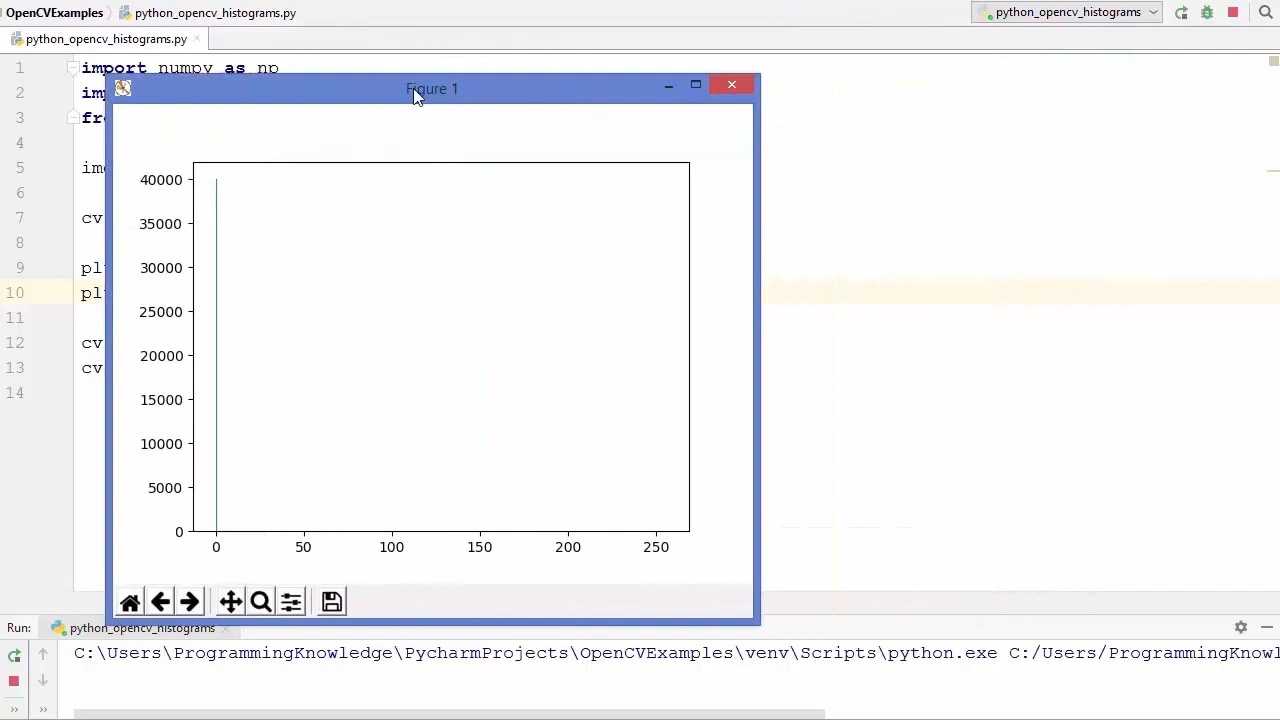 OpenCVExamples python_opencv_histograms.py python_opencv_histograms
python_opencv_histograms.py
1 import numpy as np
2 im
3 fr
4
5 im
6
7 cv
8
9 pl
10 pl
11
12 cv
13 cv
14
Figure 1
40000
35000
30000
25000
20000
15000
10000
5000
0
0 50 100 150 200 250
Run: python_opencv_histograms
C:\Users\ProgrammingKnowledge\PycharmProjects\OpenCVExamples\venv\Scripts\python.exe C:/Users/ProgrammingKnowl